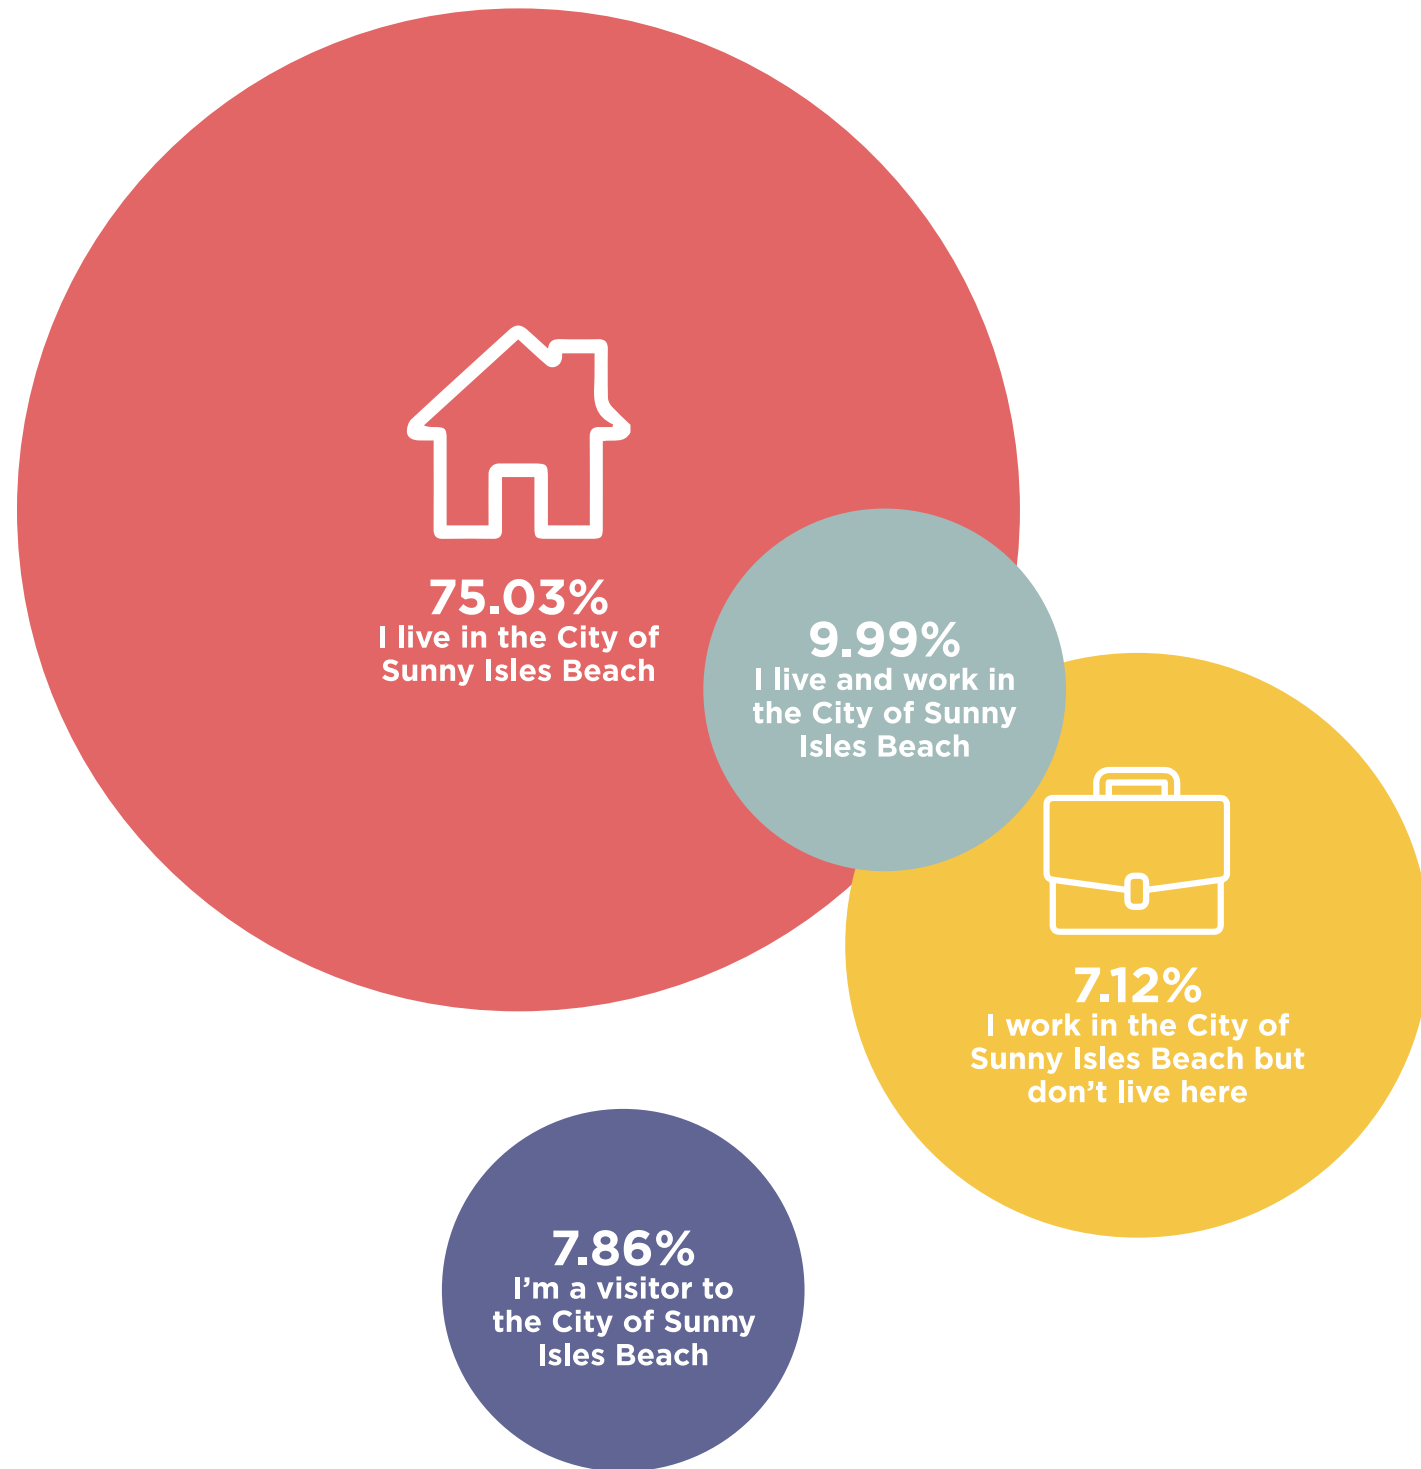 75.03%
I live in the City of
Sunny Isles Beach
9.99%
I live and work in
the City of Sunny
Isles Beach
7.12%
I work in the City of
Sunny Isles Beach but
don’t live here
7.86%
I’m a visitor to
the City of Sunny
Isles Beach